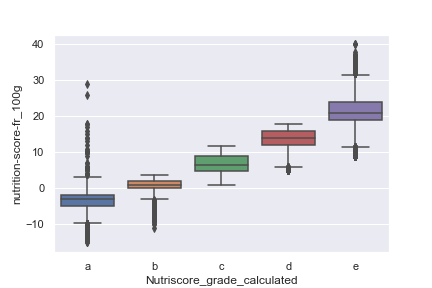 nutrition-score-fr_100g
40
30
20
10
0
−10
a b c d e
Nutriscore_grade_calculated